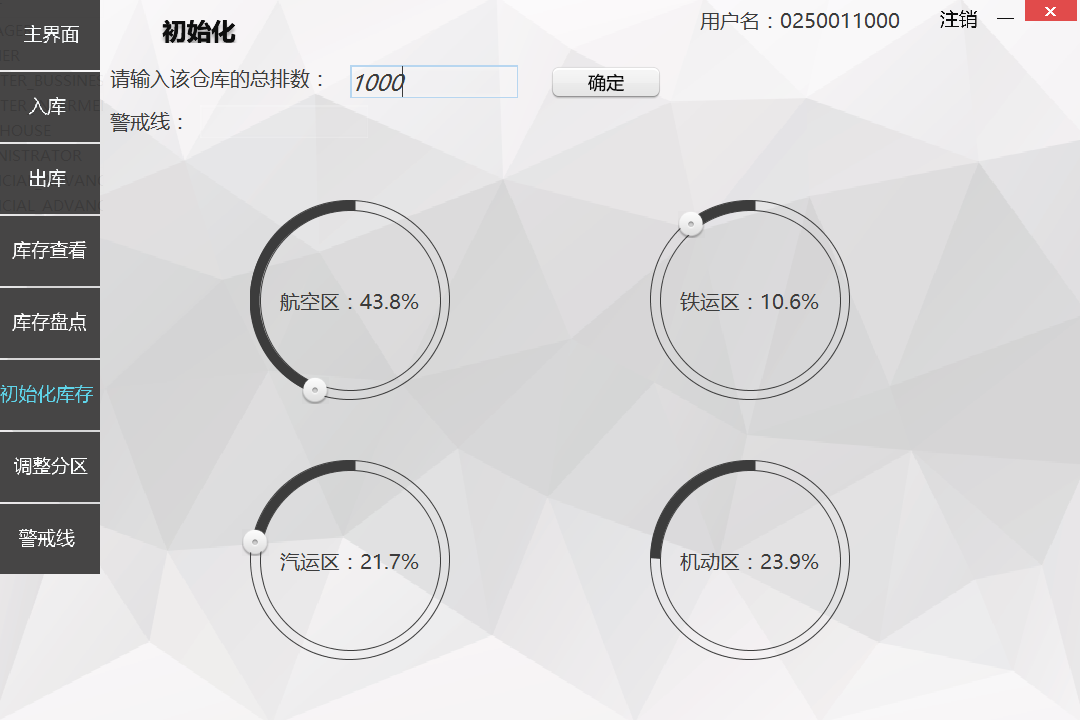 主界面
初始化
用户名：0250011000
注销
请输入该仓库的总排数：
1000
确定
入库
警戒线：
出库
库存查看
库存盘点
初始化库存
调整分区
警戒线
航空区：43.8%
铁运区：10.6%
汽运区：21.7%
机动区：23.9%